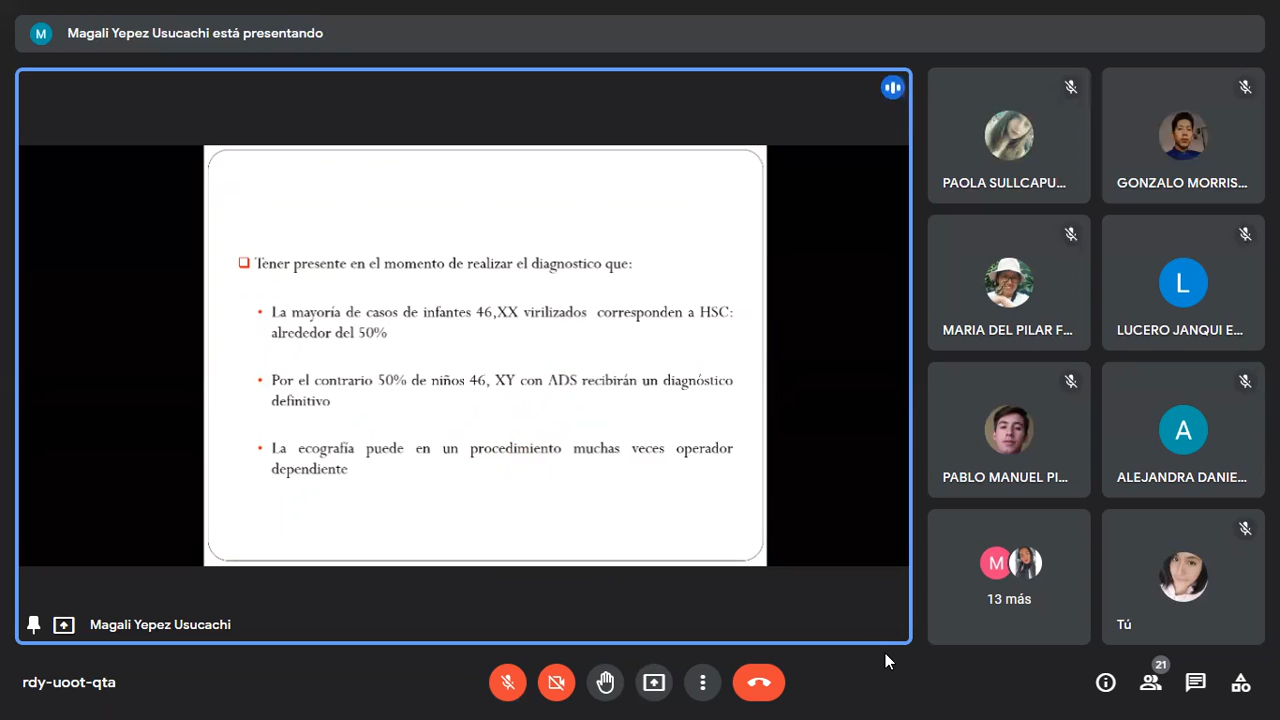 M Magali Yepez Usucachi está presentando
Tener presente en el momento de realizar el diagnostico que:
• La mayoría de casos de infantes 46,XX virilizados corresponden a HSC:
alrededor del 50%
• Por el contrario 50% de niños 46, XY con ADS recibirán un diagnóstico
definitivo
• La ecografía puede en un procedimiento muchas veces operador
dependiente
Magali Yepez Usucachi
PAOLA SULLCAPU...
GONZALO MORRIS...
MARIA DEL PILAR F...
L
LUCERO JANQUI E...
PABLO MANUEL PI...
A
ALEJANDRA DANIE...
M
13 más
Tú
rdy-uoot-qta
21